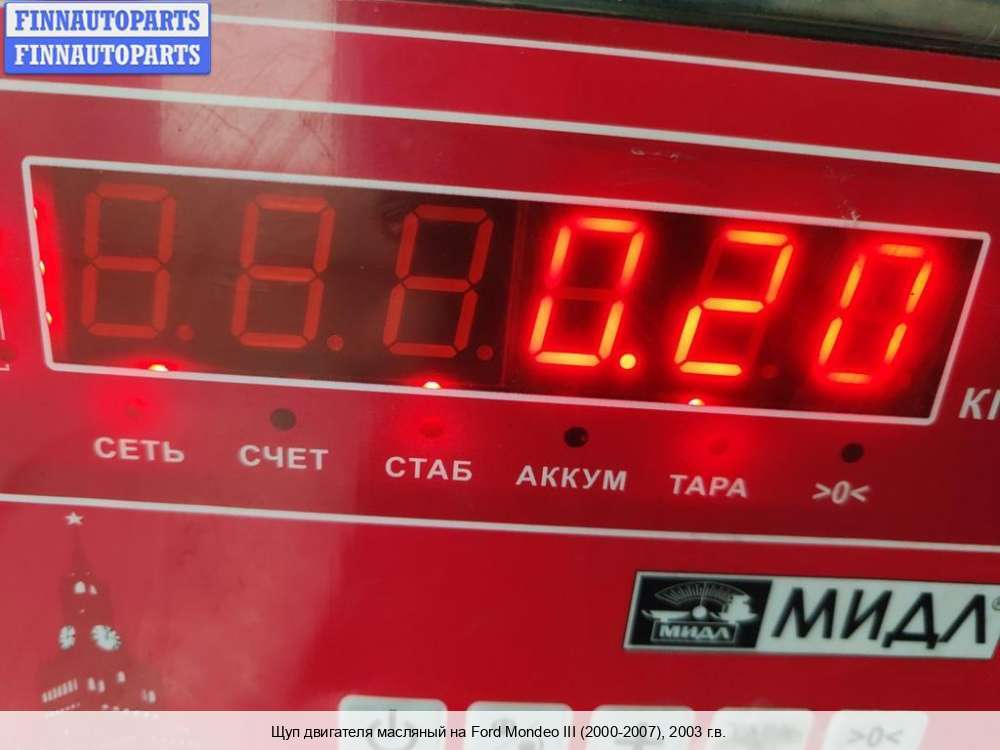 FINNAUTOPARTS
FINNAUTOPARTS
0.20
СЕТЬ
СЧЕТ
СТАБ
АККУМ
ТАРА
>0<
МИДЛ
МИДЛ
>0<
Щуп двигателя масляный на Ford Mondeo III (2000-2007), 2003 г.в.